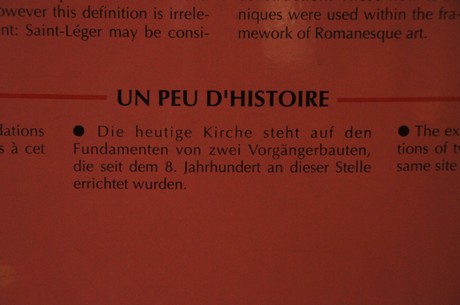 owever this definition is irrele-
nt: Saint-Léger may be consi-
niques were used within the fra-
mework of Romanesque art.
UN PEU D'HISTOIRE
dations
s à cet
● Die heutige Kirche steht auf den
Fundamenten von zwei Vorgängerbauten,
die seit dem 8. Jahrhundert an dieser Stelle
errichtet wurden.
● The ex
tions of t
same site